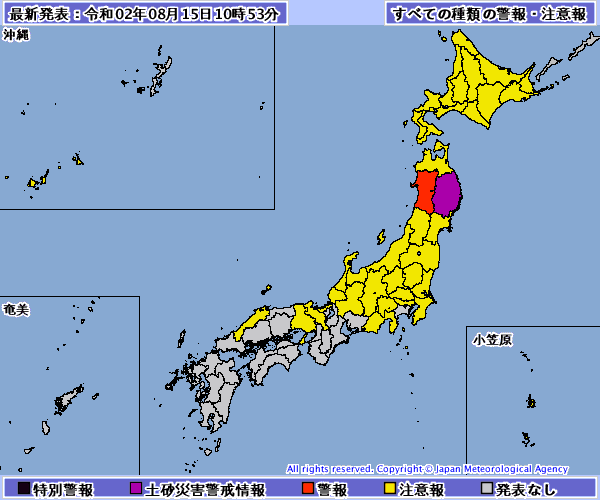 最新発表：令和02年08月15日10時53分
すべての種類の警報・注意報
沖縄
奄美
小笠原
All rights reserved. Copyright © Japan Meteorological Agency
特別警報 土砂災害警戒情報 警報 注意報 発表なし